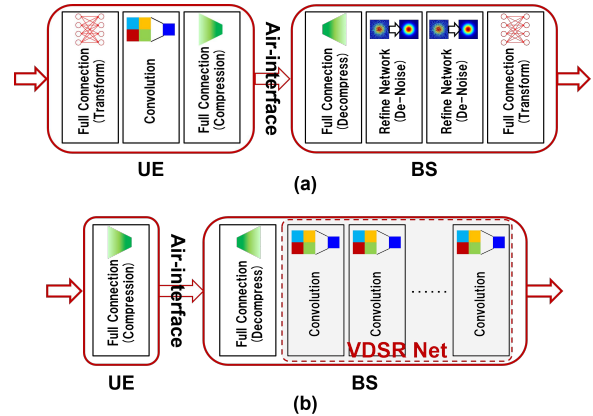 Full Connection
(Transform)
Convolution
Full Connection
(Compression)
Air-interface
Full Connection
(Decompress)
Refine Network
(De-Noise)
Refine Network
(De-Noise)
Full Connection
(Transform)
UE
BS
(a)
Full Connection
(Compression)
Air-interface
Full Connection
(Decompress)
Convolution
Convolution
......
Convolution
VDSR Net
UE
BS
(b)